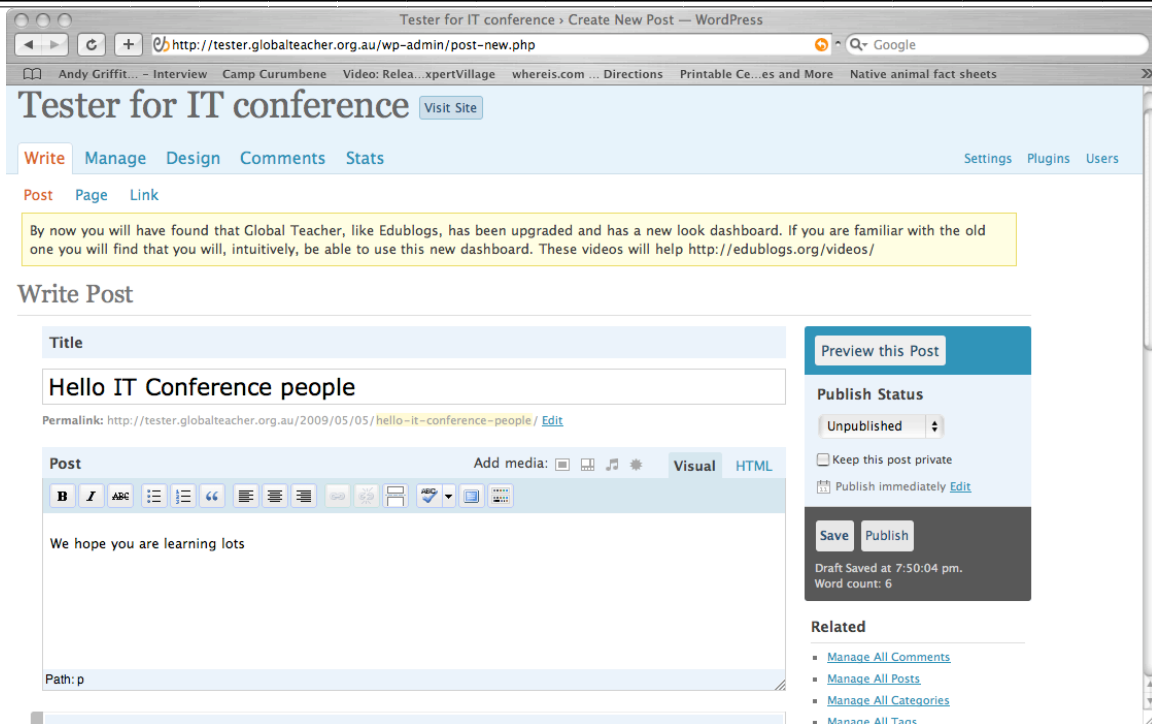 Tester for IT conference › Create New Post — WordPress
http://tester.globalteacher.org.au/wp-admin/post-new.php
Google
Andy Griffit... – Interview Camp Curumbene Video: Relea...xpertVillage whereis.com ... Directions Printable Ce...es and More Native animal fact sheets
Tester for IT conference Visit Site
Write Manage Design Comments Stats Settings Plugins Users
Post Page Link
By now you will have found that Global Teacher, like Edublogs, has been upgraded and has a new look dashboard. If you are familiar with the old
one you will find that you will, intuitively, be able to use this new dashboard. These videos will help http://edublogs.org/videos/
Write Post
Title
Hello IT Conference people
Permalink: http://tester.globalteacher.org.au/2009/05/05/hello-it-conference-people/ Edit
Post Add media: Visual HTML
B I ABC
ABC
We hope you are learning lots
Path: p
Preview this Post
Publish Status
Unpublished
Keep this post private
Publish immediately Edit
Save Publish
Draft Saved at 7:50:04 pm.
Word count: 6
Related
Manage All Comments
Manage All Posts
Manage All Categories
Manage All Tags